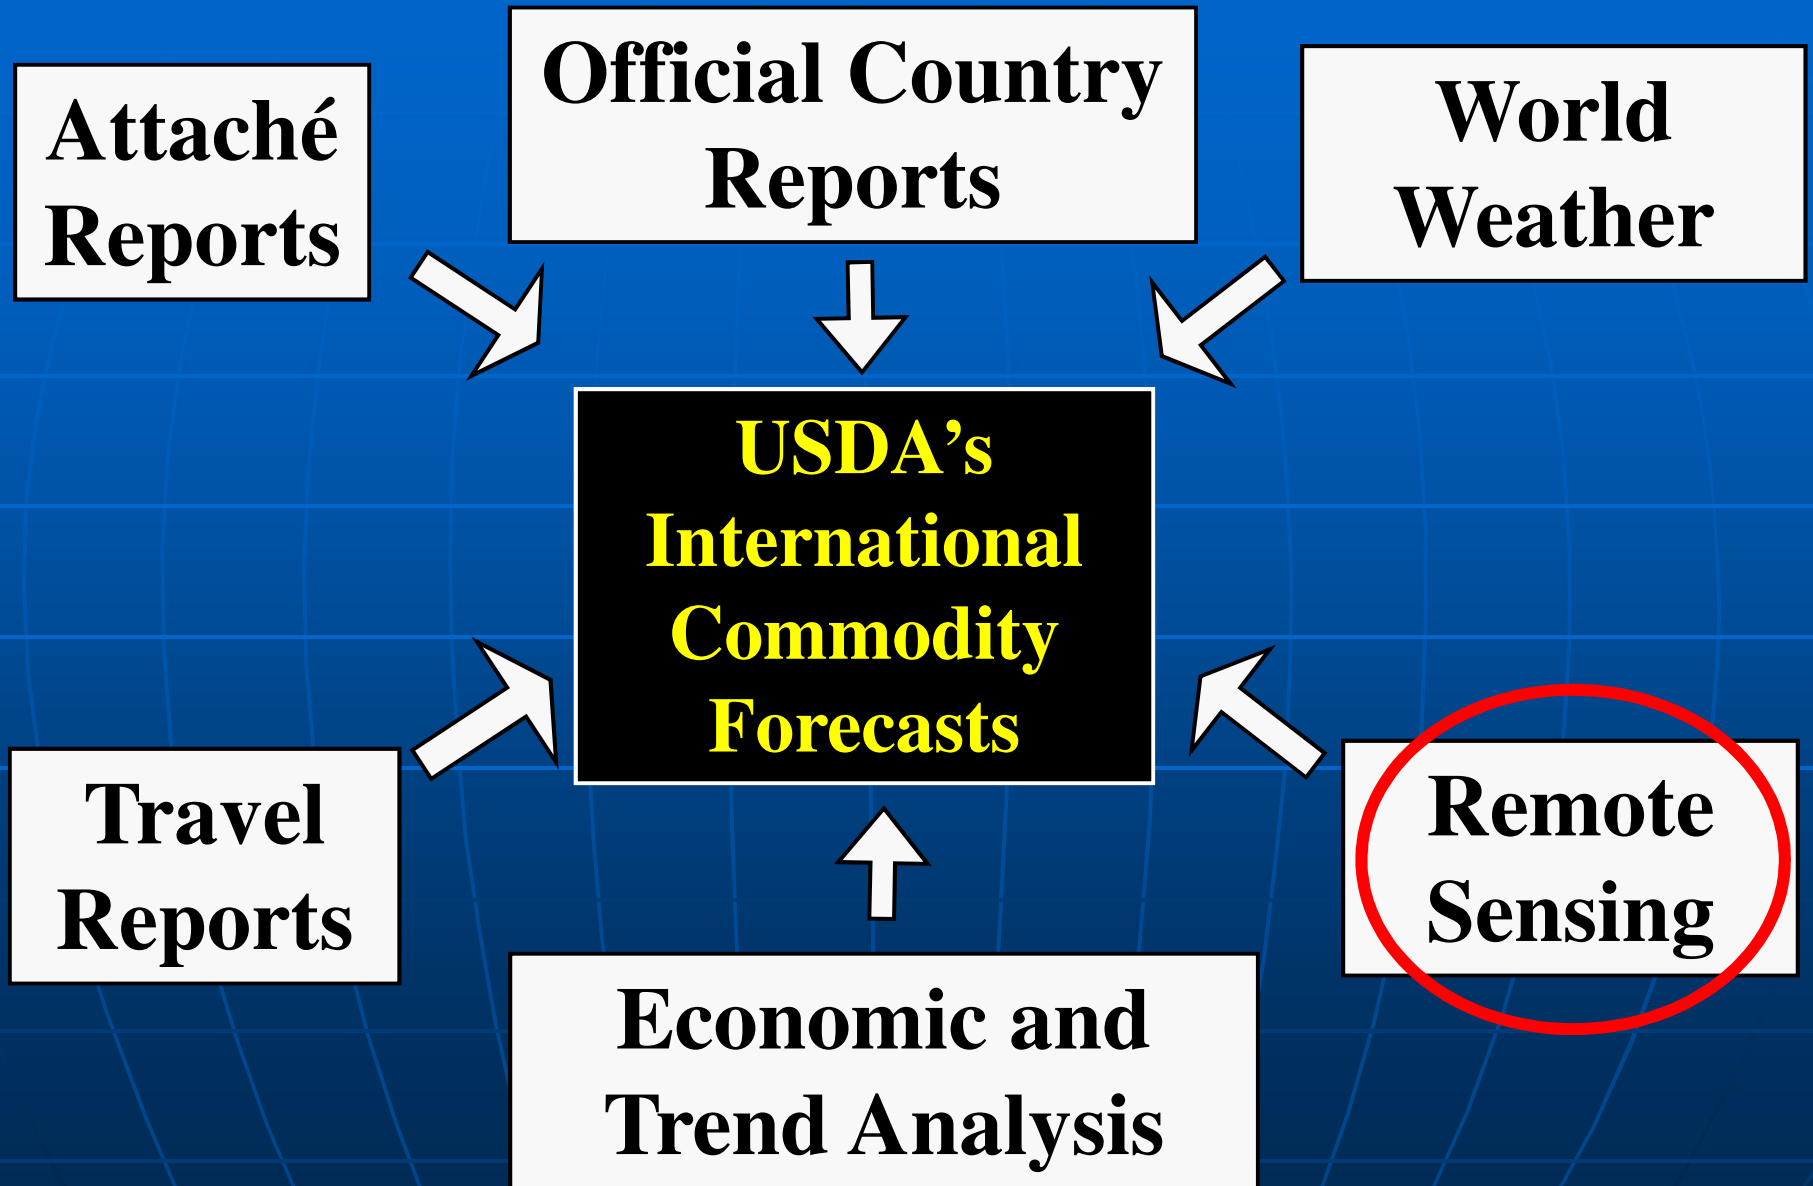 Attaché
Reports
Official Country
Reports
World
Weather
USDA’s
International
Commodity
Forecasts
Travel
Reports
Remote
Sensing
Economic and
Trend Analysis